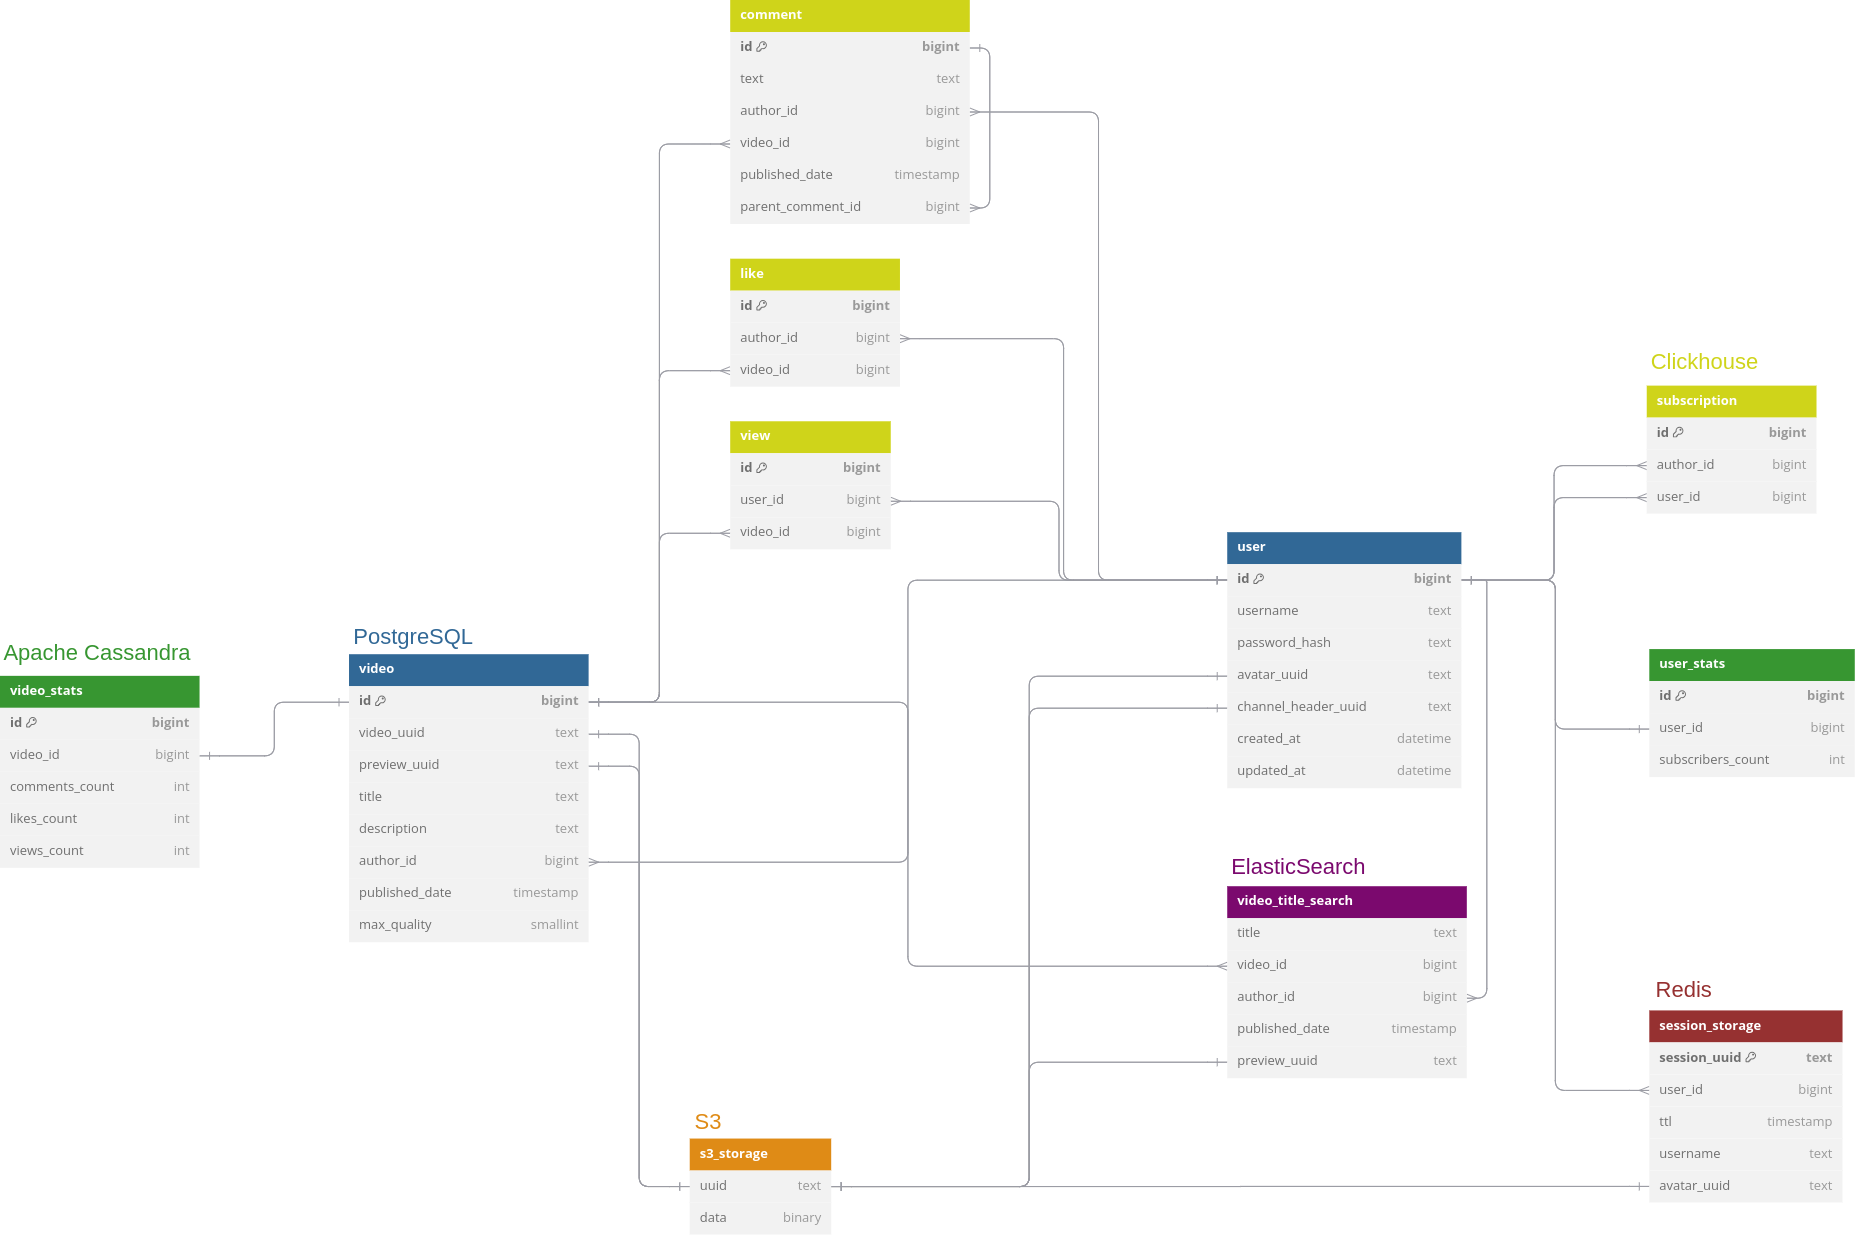 comment
id bigint
text text
author_id bigint
video_id bigint
published_date timestamp
parent_comment_id bigint
like
id bigint
author_id bigint
video_id bigint
view
id bigint
user_id bigint
video_id bigint
Clickhouse
subscription
id bigint
author_id bigint
user_id bigint
user
id bigint
username text
password_hash text
avatar_uuid text
channel_header_uuid text
created_at datetime
updated_at datetime
Apache Cassandra
video_stats
id bigint
video_id bigint
comments_count int
likes_count int
views_count int
PostgreSQL
video
id bigint
video_uuid text
preview_uuid text
title text
description text
author_id bigint
published_date timestamp
max_quality smallint
user_stats
id bigint
user_id bigint
subscribers_count int
ElasticSearch
video_title_search
title text
video_id bigint
author_id bigint
published_date timestamp
preview_uuid text
Redis
session_storage
session_uuid text
user_id bigint
ttl timestamp
username text
avatar_uuid text
S3
s3_storage
uuid text
data binary